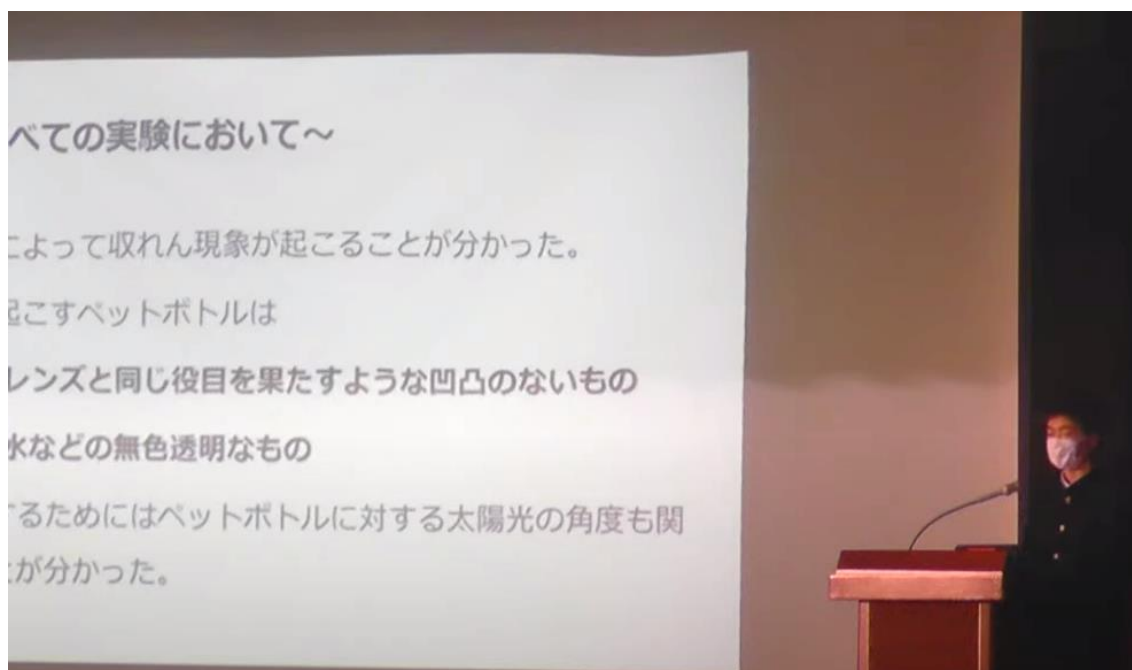 べての実験において～
によって収れん現象が起こることが分かった。
起こすペットボトルは
レンズと同じ役目を果たすような凹凸のないもの
水などの無色透明なもの
するためにはペットボトルに対する太陽光の角度も関
とが分かった。